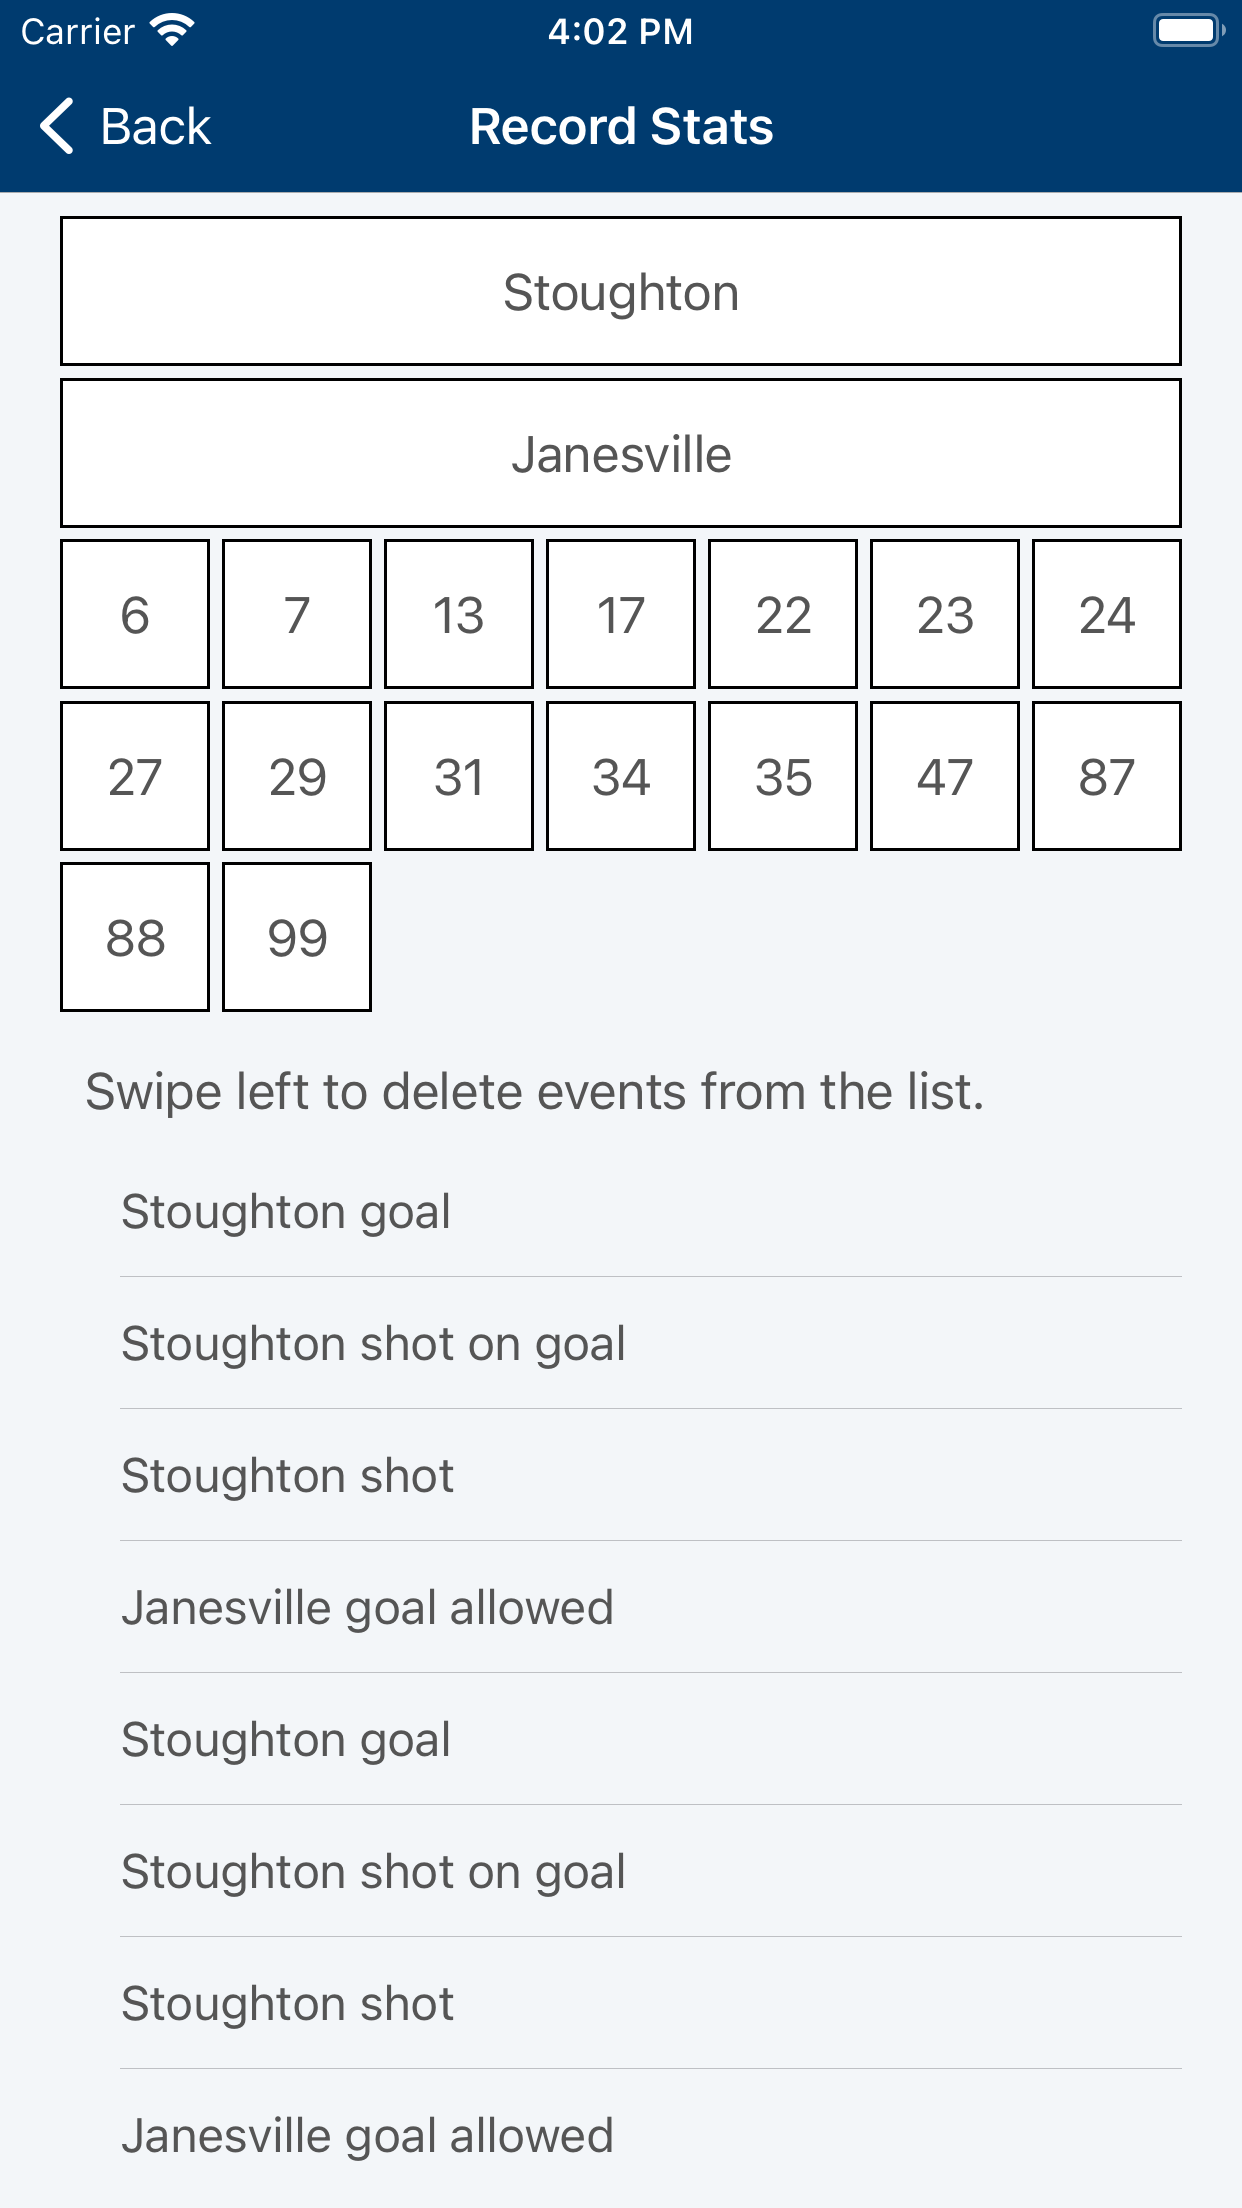 Carrier 4:02 PM
Back Record Stats
Stoughton
Janesville
6 7 13 17 22 23 24
27 29 31 34 35 47 87
88 99
Swipe left to delete events from the list.
Stoughton goal
Stoughton shot on goal
Stoughton shot
Janesville goal allowed
Stoughton goal
Stoughton shot on goal
Stoughton shot
Janesville goal allowed